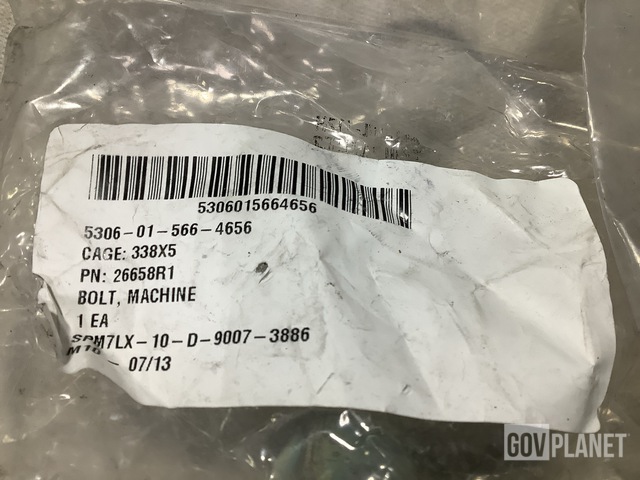 5306015664656
5306-01-566-4656
CAGE: 338X5
PN: 26658R1
BOLT, MACHINE
1 EA
SPM7LX-10-D-9007-3886
M10 - 07/13
GOVPLANET